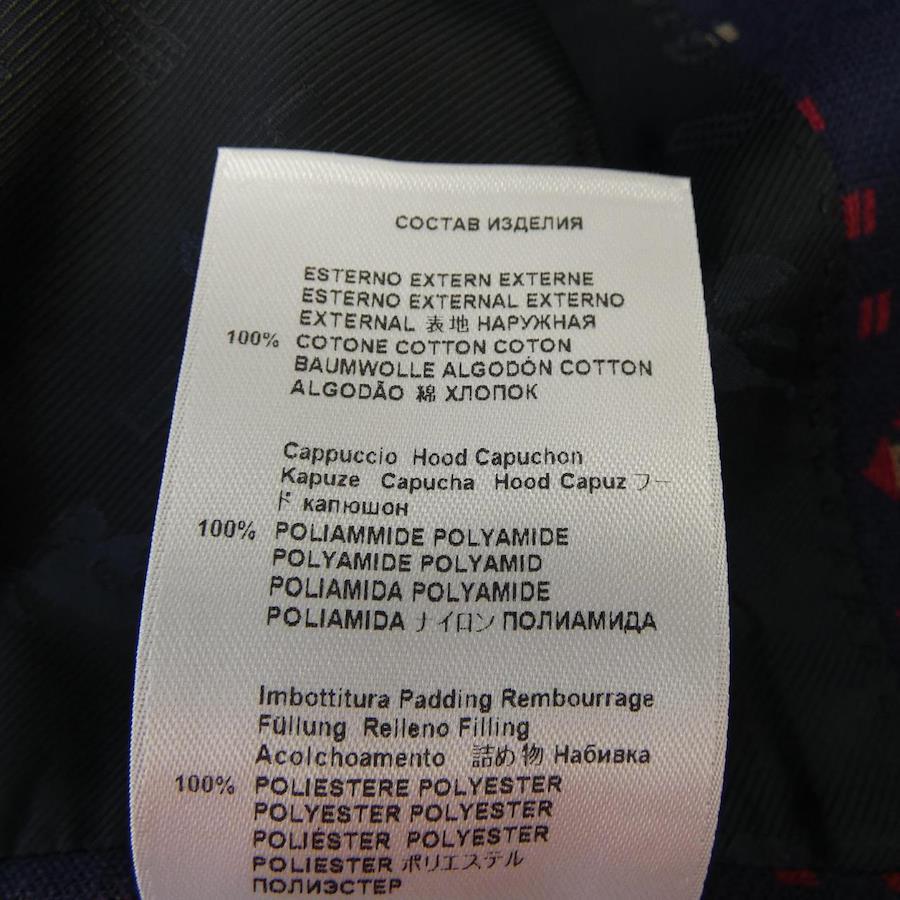 СОСТАВ ИЗДЕЛИЯ
ESTERNO EXTERN EXTERNE
ESTERNO EXTERNAL EXTERNO
EXTERNAL 表地 НАРУЖНАЯ
100% COTONE COTTON COTON
BAUMWOLLE ALGODÓN COTTON
ALGODÃO 綿 ХЛОПОК
Cappuccio Hood Capuchon
Kapuze Capucha Hood Capuz フー
ド капюшон
100% POLIAMMIDE POLYAMIDE
POLYAMIDE POLYAMID
POLIAMIDA POLYAMIDE
POLIAMIDA ナイロン ПОЛИАМИДА
Imbottitura Padding Rembourrage
Füllung Relleno Filling
Acolchoamento 詰め物 Набивка
100% POLIESTERE POLYESTER
POLYESTER POLYESTER
POLIÉSTER POLYESTER
POLIESTER ポリエステル
ПОЛИЭСТЕР